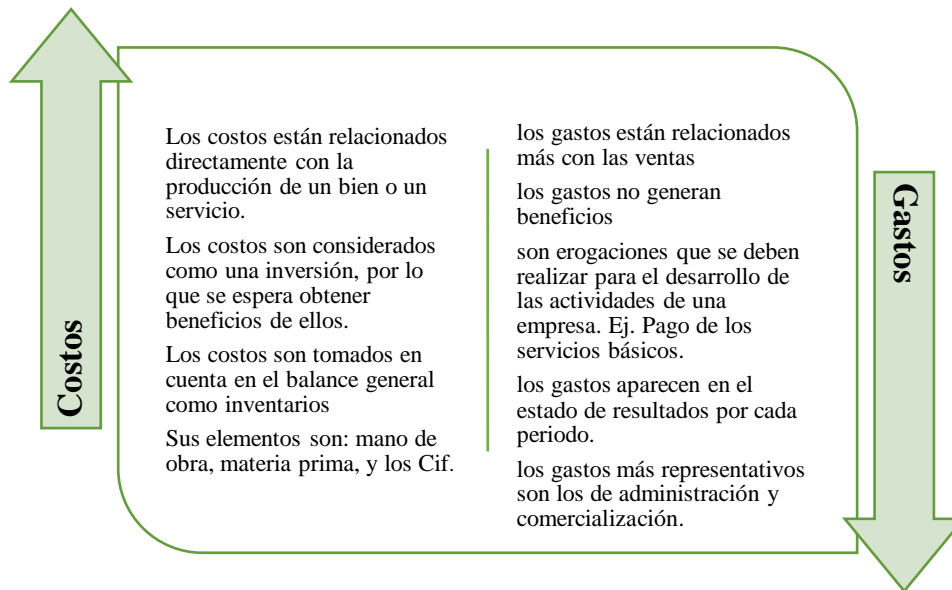 Costos
Los costos están relacionados
directamente con la
producción de un bien o un
servicio.
Los costos son considerados
como una inversión, por lo
que se espera obtener
beneficios de ellos.
Los costos son tomados en
cuenta en el balance general
como inventarios
Sus elementos son: mano de
obra, materia prima, y los Cif.
los gastos están relacionados
más con las ventas
los gastos no generan
beneficios
son erogaciones que se deben
realizar para el desarrollo de
las actividades de una
empresa. Ej. Pago de los
servicios básicos.
los gastos aparecen en el
estado de resultados por cada
periodo.
los gastos más representativos
son los de administración y
comercialización.
Gastos